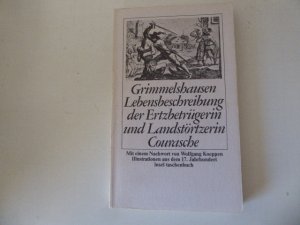 Grimmelshausen
Lebensbeschreibung
der Ertzbetrügerin
und Landstörtzerin
Courasche
Mit einem Nachwort von Wolfgang Koeppen
Illustrationen aus dem 17. Jahrhundert
Insel taschenbuch